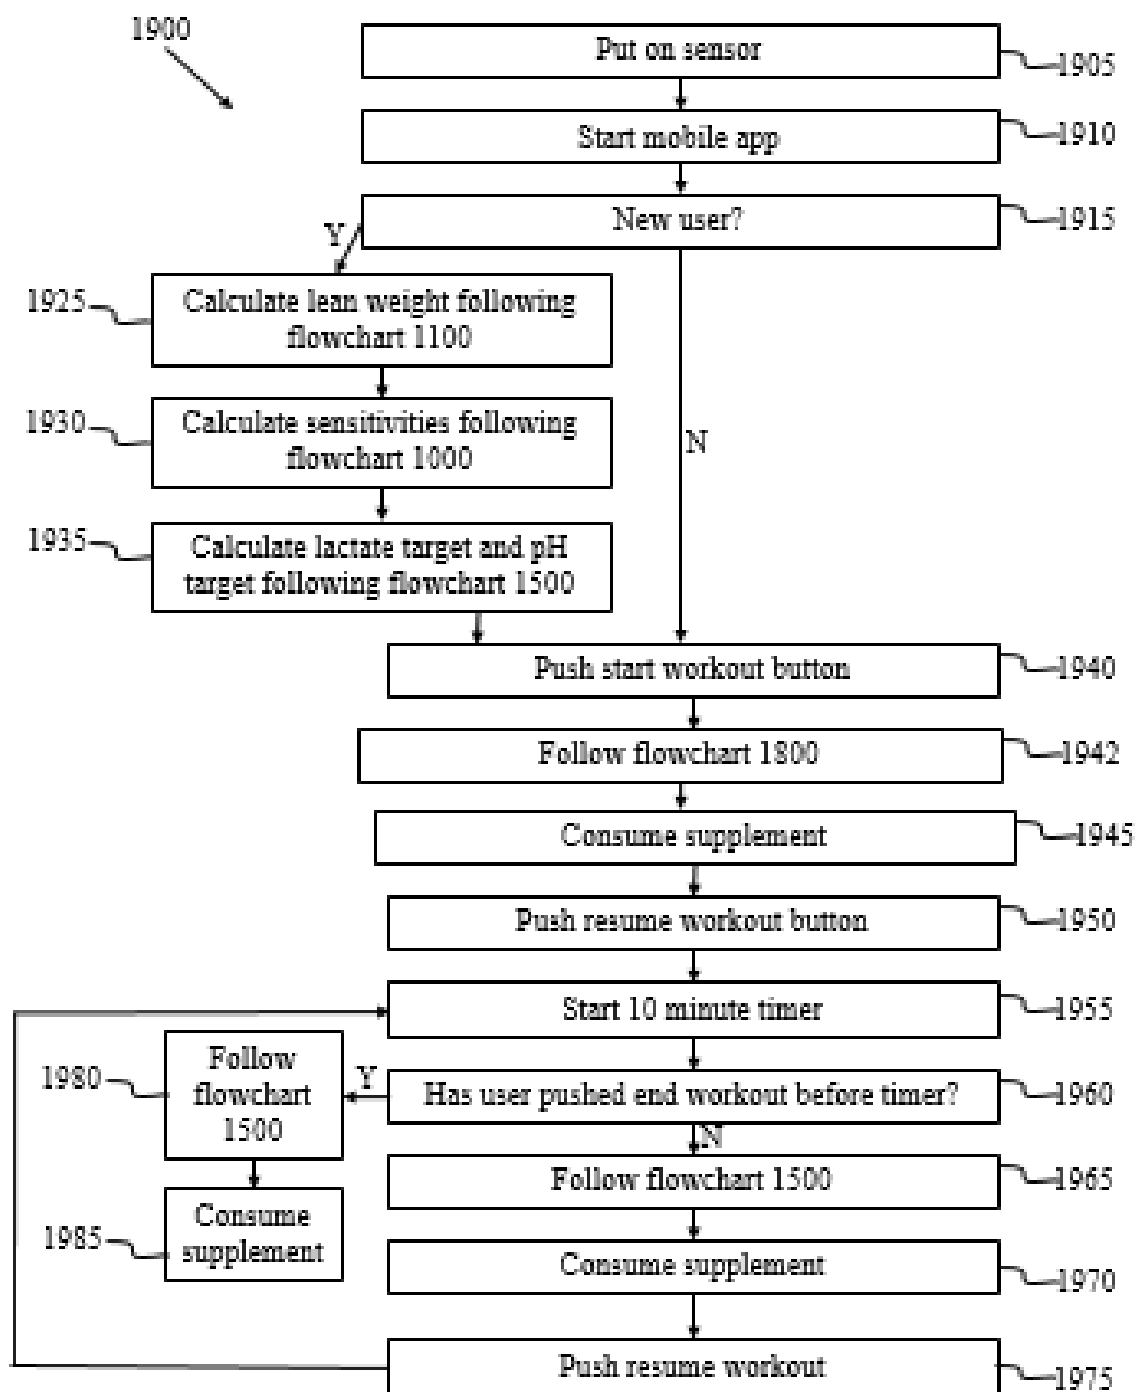 1900
Put on sensor
1905
Start mobile app
1910
New user?
1915
Y
N
1925
Calculate lean weight following
flowchart 1100
1930
Calculate sensitivities following
flowchart 1000
1935
Calculate lactate target and pH
target following flowchart 1500
Push start workout button
1940
Follow flowchart 1800
1942
Consume supplement
1945
Push resume workout button
1950
Start 10 minute timer
1955
Has user pushed end workout before timer?
1960
Y
N
1980
Follow
flowchart
1500
1985
Consume
supplement
Follow flowchart 1500
1965
Consume supplement
1970
Push resume workout
1975